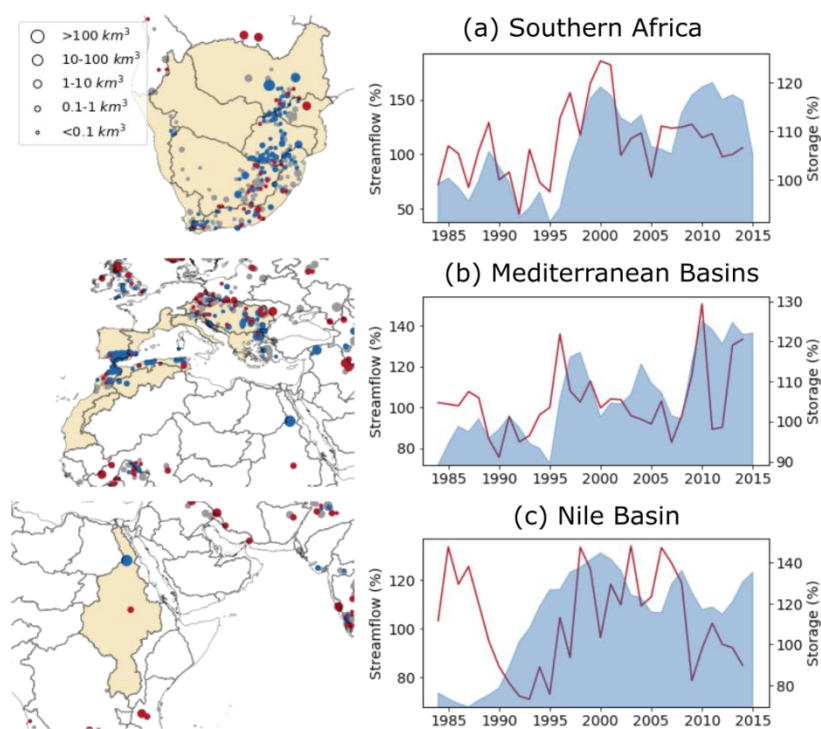 >100 km³
10-100 km³
1-10 km³
0.1-1 km³
<0.1 km³
(a) Southern Africa
Streamflow (%)
150
100
50
120
110
100
Storage (%)
1985 1990 1995 2000 2005 2010 2015
(b) Mediterranean Basins
Streamflow (%)
140
120
100
80
130
120
110
100
90
Storage (%)
1985 1990 1995 2000 2005 2010 2015
(c) Nile Basin
Streamflow (%)
120
100
80
140
120
100
80
Storage (%)
1985 1990 1995 2000 2005 2010 2015